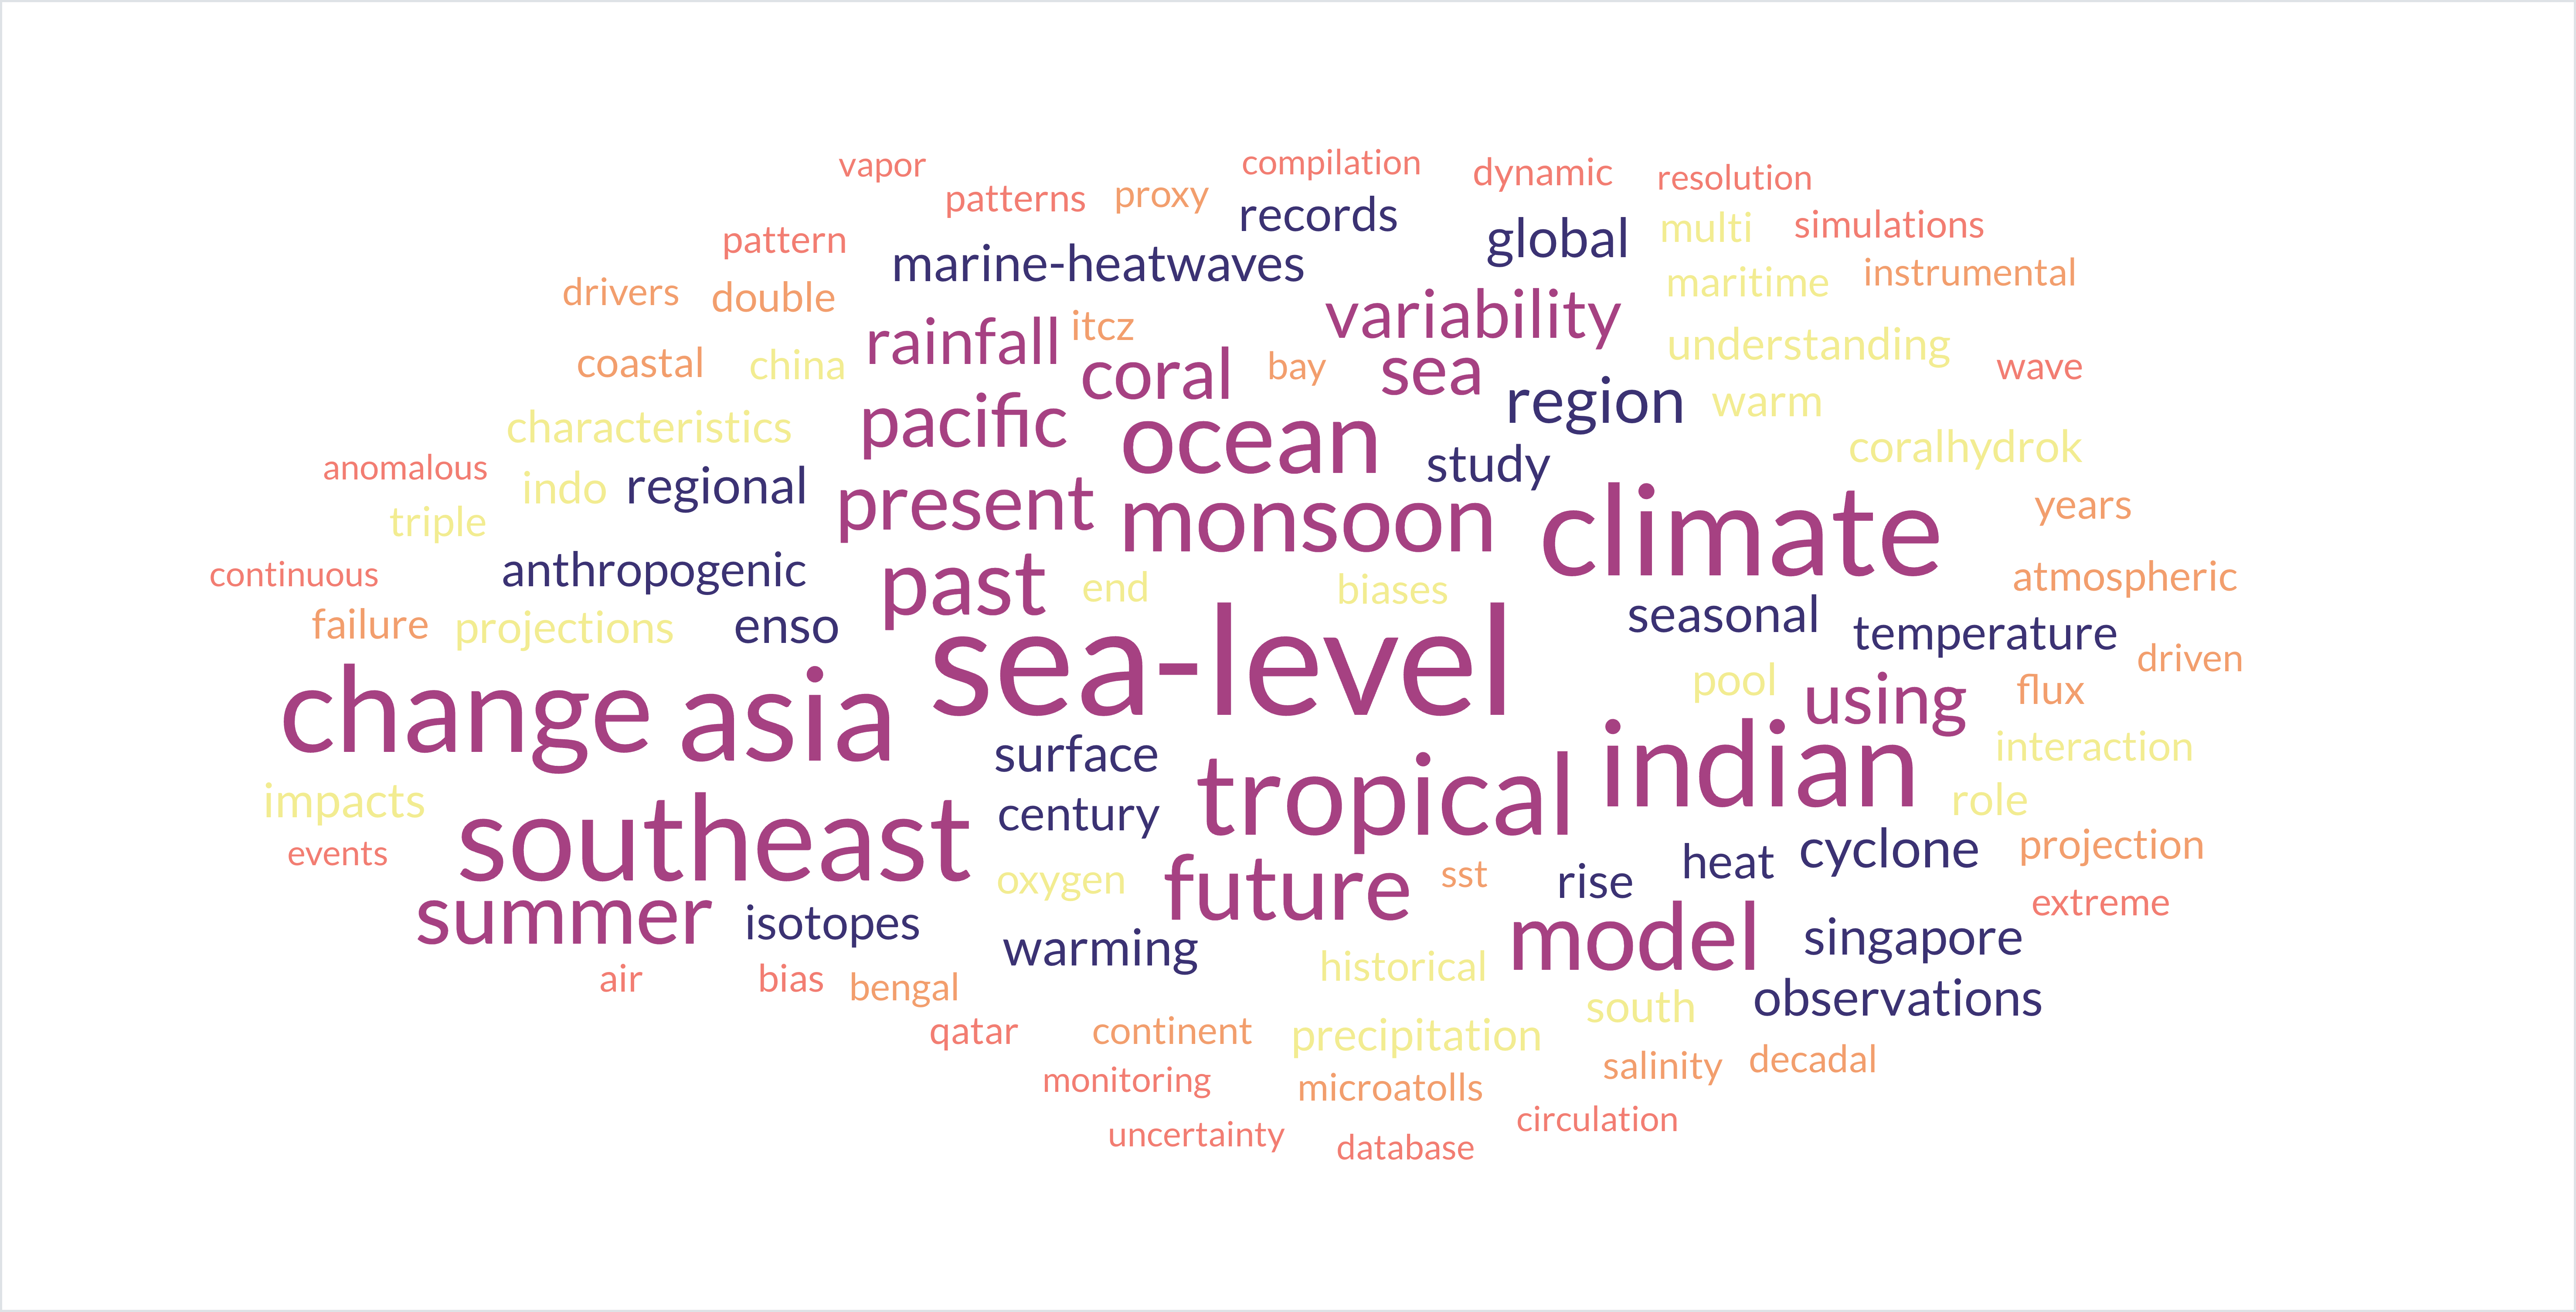 vapor
compilation
dynamic
resolution
patterns
proxy
records
pattern
marine-heatwaves
global
multi
simulations
drivers
double
maritime
instrumental
rainfall
itcz
variability
understanding
coastal
china
coral
bay
sea
region
warm
wave
characteristics
pacific
ocean
study
coralhydrok
anomalous
indo
regional
present
monsoon
climate
years
triple
continuous
anthropogenic
past
end
biases
seasonal
atmospheric
failure
projections
enso
sea-level
temperature
driven
change
asia
pool
using
flux
surface
tropical
indian
interaction
impacts
southeast
century
role
events
oxygen
future
sst
rise
heat
cyclone
projection
summer
isotopes
warming
model
singapore
extreme
air
bias
bengal
historical
south
observations
qatar
continent
precipitation
salinity
decadal
monitoring
microatolls
circulation
uncertainty
database